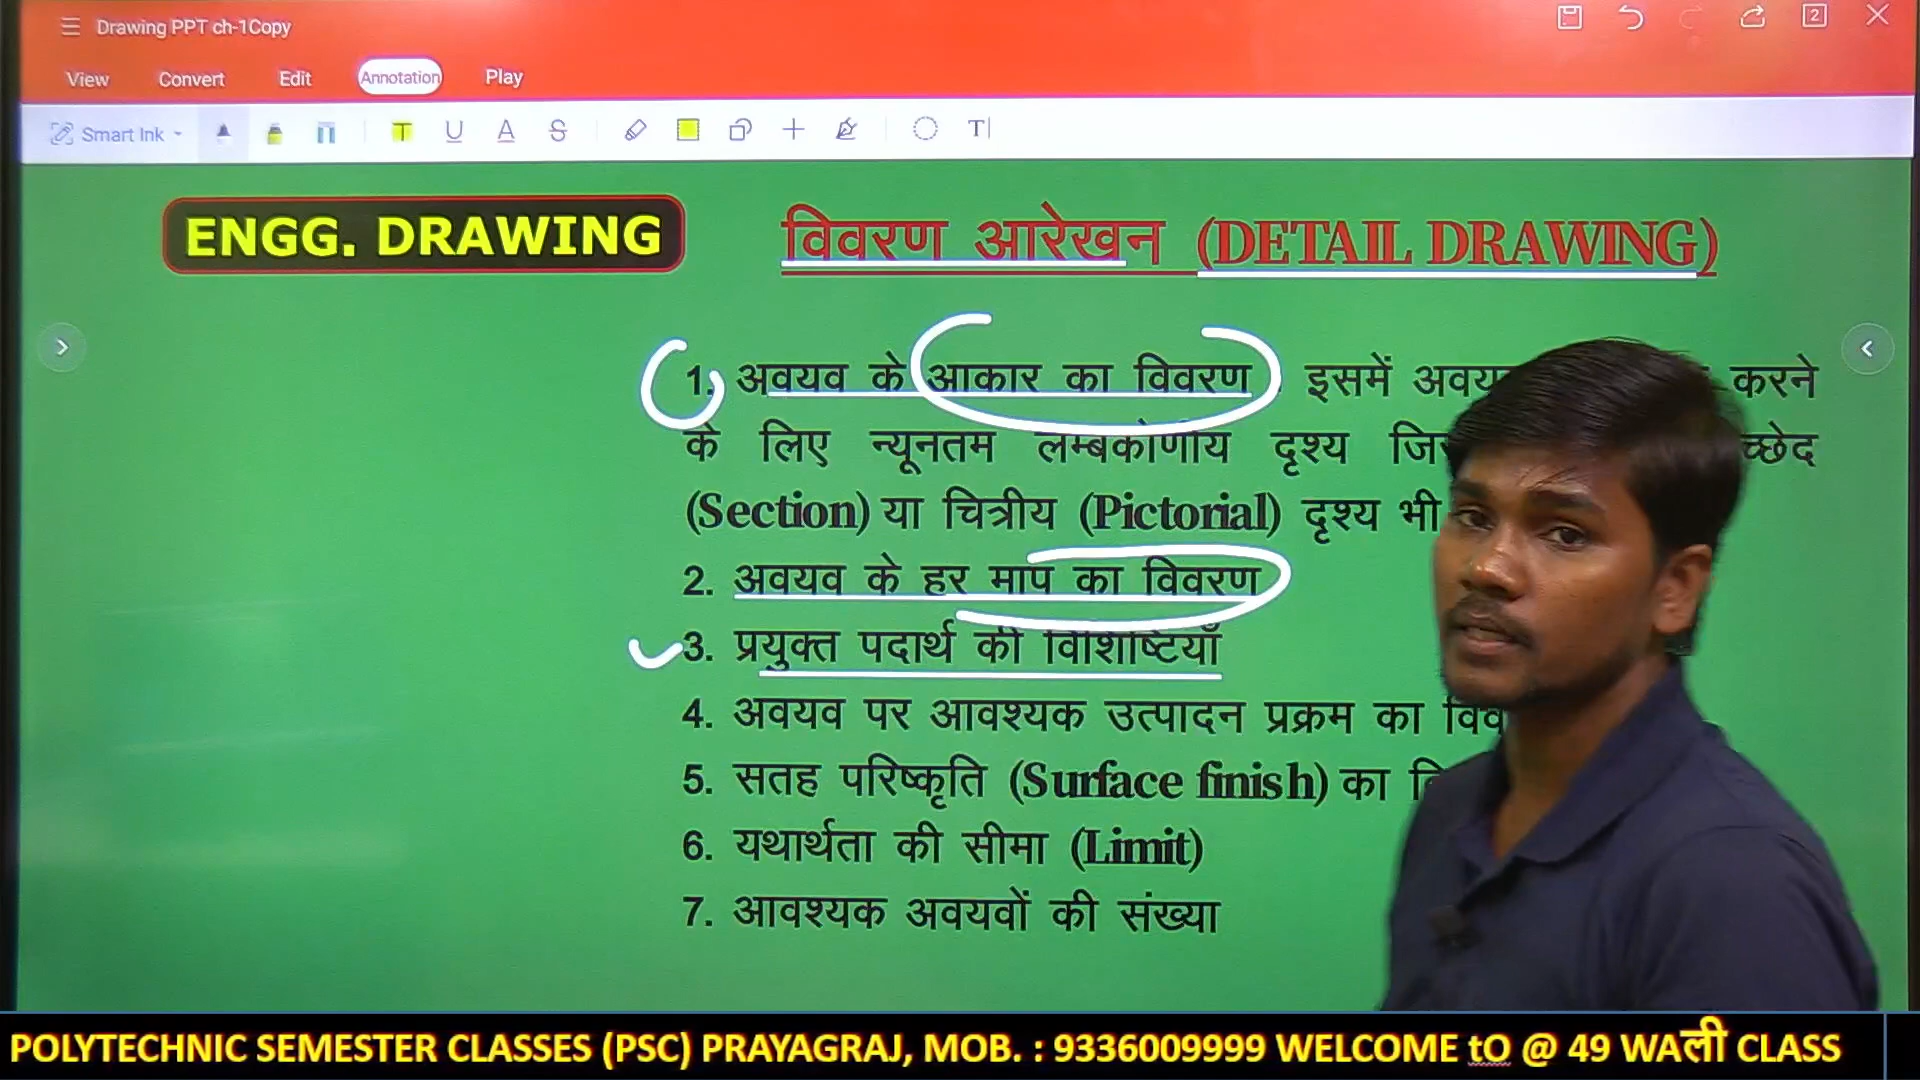 Drawing PPT ch-1Copy
2
View Convert Edit Annotation Play
Smart Ink T U A S T
ENGG. DRAWING
विवरण आरेखन (DETAIL DRAWING)
1. अवयव के आकार का विवरण इसमें करने
के लिए न्यूनतम लम्बकोणीय दृश्य
(Section) या चित्रीय (Pictorial) दृश्य भी
2. अवयव के हर माप का विवरण
3. प्रयुक्त पदार्थ की विशिष्टियाँ
4. अवयव पर आवश्यक उत्पादन प्रक्रम का
5. सतह परिष्कृति (Surface finish) का
6. यथार्थता की सीमा (Limit)
7. आवश्यक अवयवों की संख्या
POLYTECHNIC SEMESTER CLASSES (PSC) PRAYAGRAJ, MOB. : 9336009999 WELCOME tO @ 49 WAली CLASS